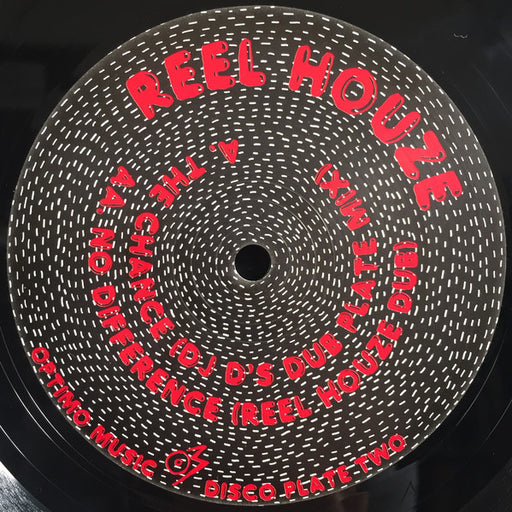 REEL HOUZE
A. THE CHANCE (DJ D'S DUB PLATE MIX)
AA. NO DIFFERENCE (REEL HOUZE DUB)
OPTIMO MUSIC DISCO PLATE TWO